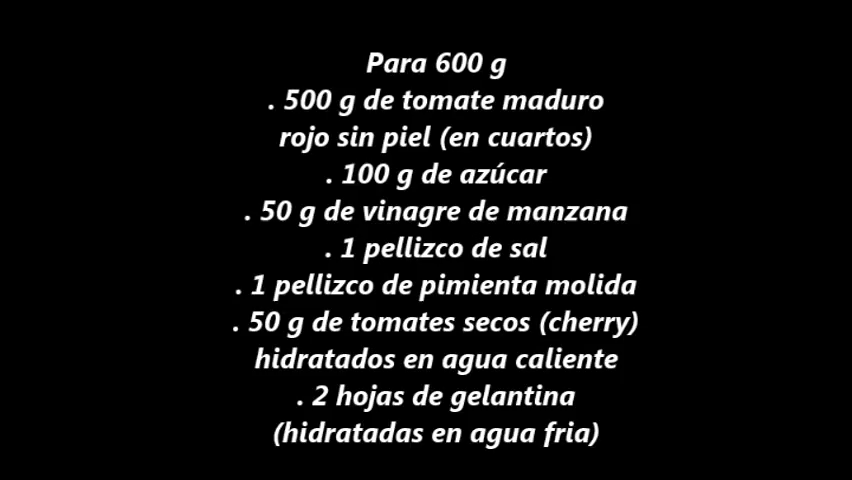 Para 600 g
. 500 g de tomate maduro
rojo sin piel (en cuartos)
. 100 g de azúcar
. 50 g de vinagre de manzana
. 1 pellizco de sal
. 1 pellizco de pimienta molida
. 50 g de tomates secos (cherry)
hidratados en agua caliente
. 2 hojas de gelantina
(hidratadas en agua fria)